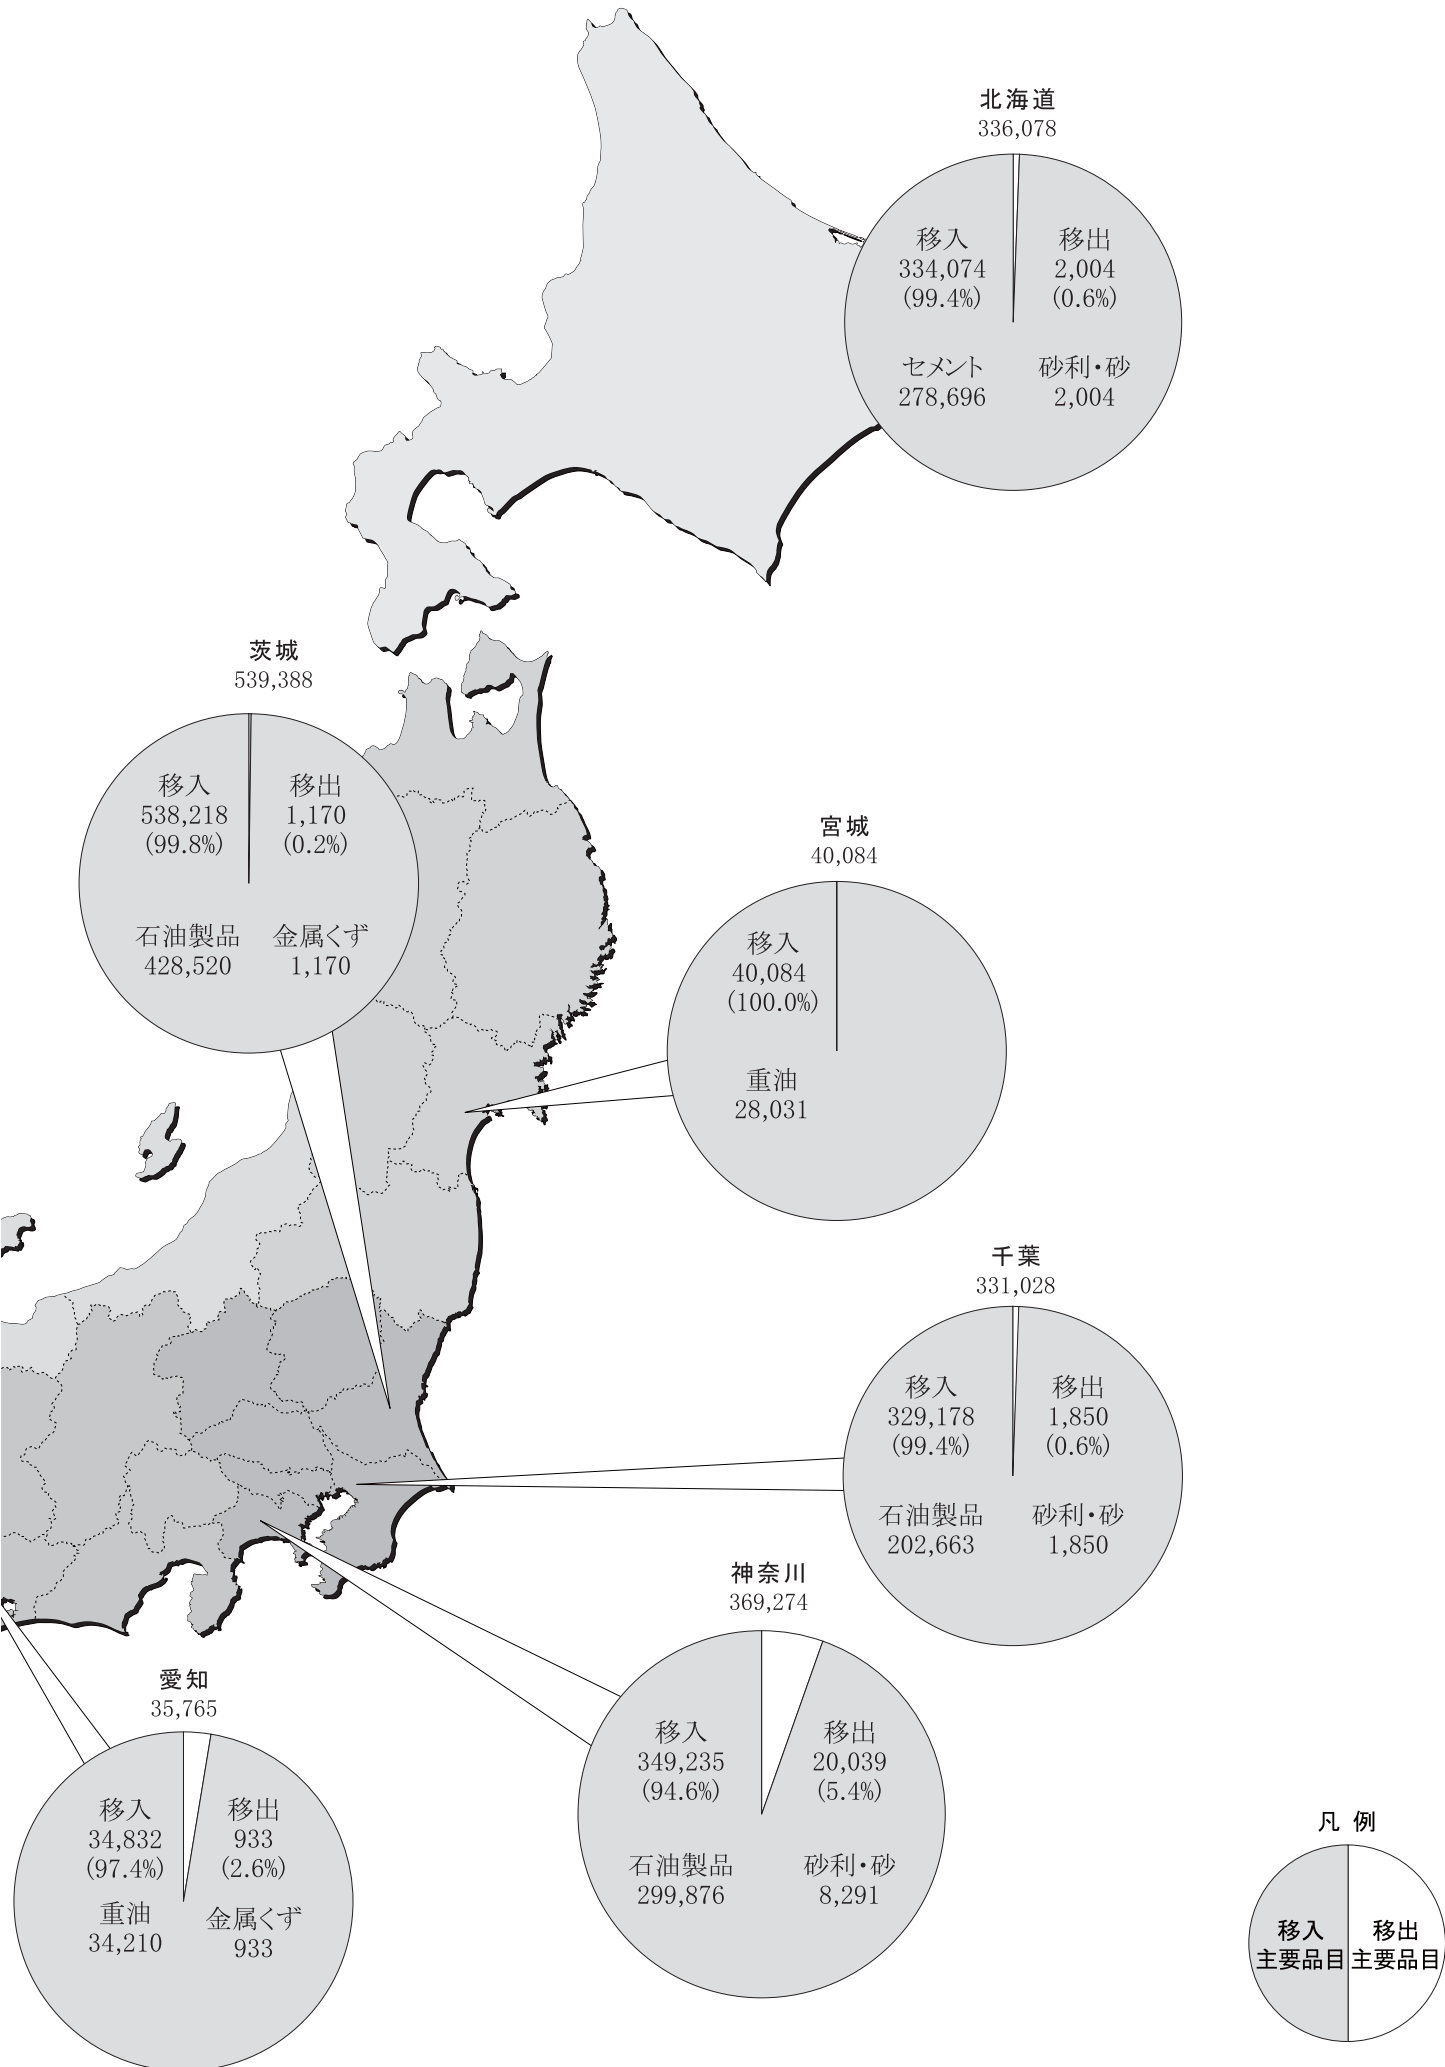 北海道
336,078
移入
334,074
(99.4%)
セメント
278,696
移出
2,004
(0.6%)
砂利・砂
2,004
茨城
539,388
移入
538,218
(99.8%)
石油製品
428,520
移出
1,170
(0.2%)
金属くず
1,170
宮城
40,084
移入
40,084
(100.0%)
重油
28,031
千葉
331,028
移入
329,178
(99.4%)
石油製品
202,663
移出
1,850
(0.6%)
砂利・砂
1,850
神奈川
369,274
移入
349,235
(94.6%)
石油製品
299,876
移出
20,039
(5.4%)
砂利・砂
8,291
愛知
35,765
移入
34,832
(97.4%)
重油
34,210
移出
933
(2.6%)
金属くず
933
凡 例
移入
主要品目
移出
主要品目